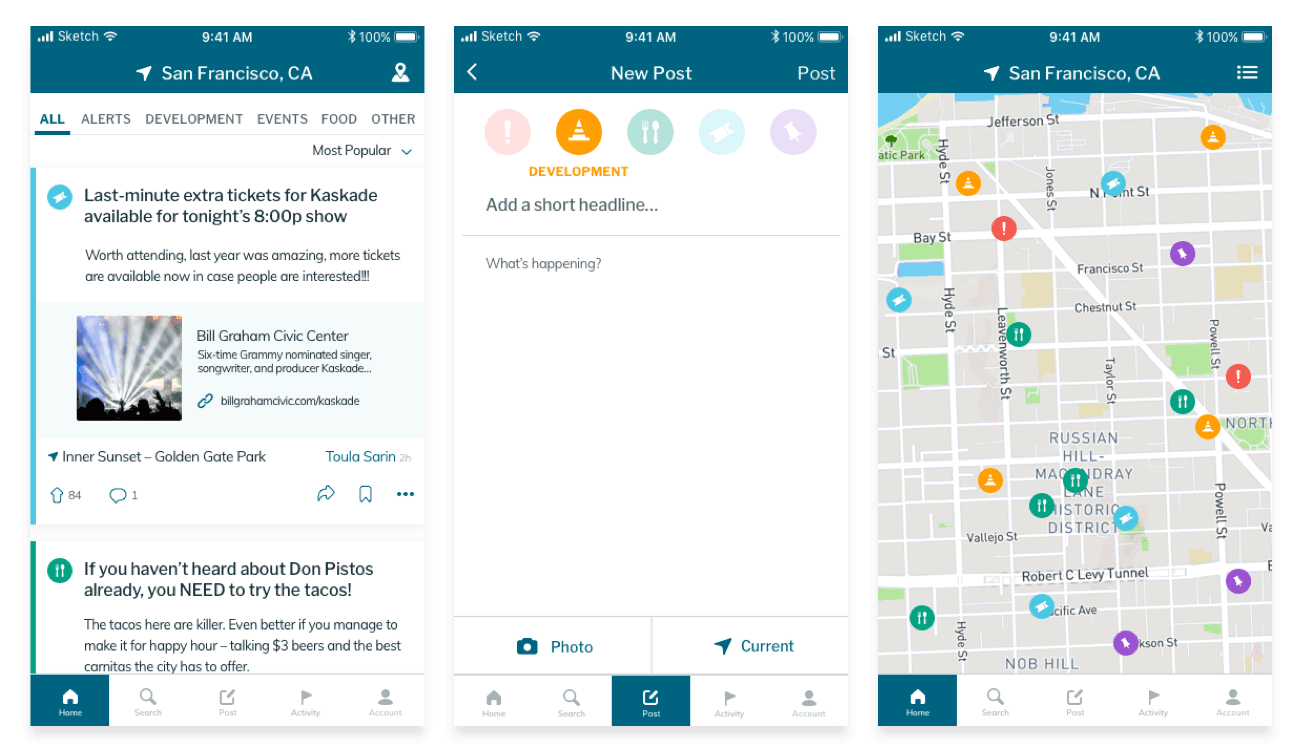 Sketch 9:41 AM 100%
San Francisco, CA
ALL ALERTS DEVELOPMENT EVENTS FOOD OTHER
Most Popular
Last-minute extra tickets for Kaskade
available for tonight's 8:00p show
Worth attending, last year was amazing, more tickets
are available now in case people are interested!!!!
Bill Graham Civic Center
Six-time Grammy nominated singer,
songwriter, and producer Kaskade...
billgrahamcivic.com/kaskade
Inner Sunset – Golden Gate Park Toula Sarin 2h
84 1
If you haven't heard about Don Pistos
already, you NEED to try the tacos!
The tacos here are killer. Even better if you manage to
make it for happy hour – talking $3 beers and the best
carnitas the city has to offer.
Home Search Post Activity Account
Sketch 9:41 AM 100%
New Post Post
DEVELOPMENT
Add a short headline...
What's happening?
Photo Current
Home Search Post Activity Account
Sketch 9:41 AM 100%
San Francisco, CA
Jefferson St
atic Park
Hyde St
Jones St
N P int St
Bay St
Francisco St
Hyde St
Chestnut St
Leavenworth St
Powell St
St
Taylor St
NORTH
RUSSIAN
HILL-
MAC NDRAY
LANE
HISTORIC
DISTRICT
Powell St
Vallejo St
Va
Robert C Levy Tunnel
cific Ave
Hyde St
kson St
NOB HILL
Home Search Post Activity Account